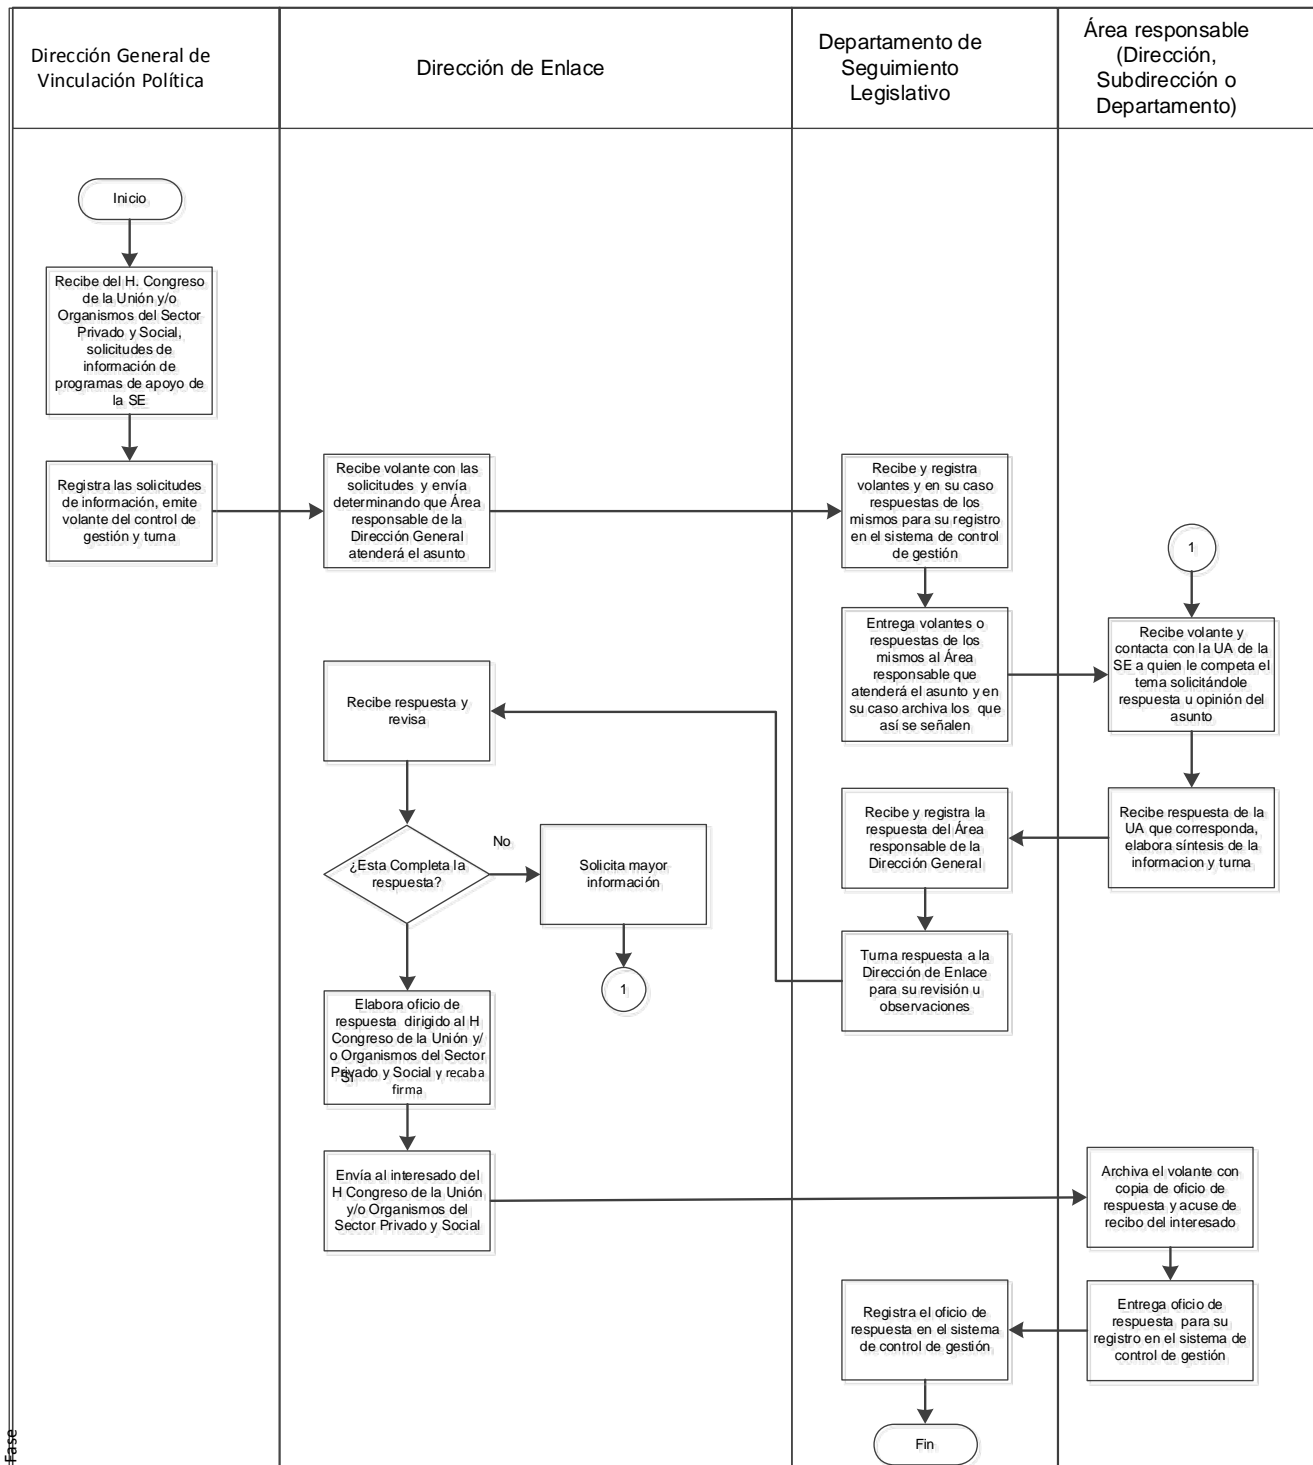 Dirección General de
Vinculación Política
Dirección de Enlace
Departamento de
Seguimiento
Legislativo
Área responsable
(Dirección,
Subdirección o
Departamento)
Inicio
Recibe del H. Congreso
de la Unión y/o
Organismos del Sector
Privado y Social,
solicitudes de
información de
programas de apoyo de
la SE
Registra las solicitudes
de información, emite
volante del control de
gestión y turna
Recibe volante con las
solicitudes y envía
determinando que Área
responsable de la
Dirección General
atenderá el asunto
Recibe y registra
volantes y en su caso
respuestas de los
mismos para su registro
en el sistema de control
de gestión
Entrega volantes o
respuestas de los
mismos al Área
responsable que
atenderá el asunto y en
su caso archiva los que
así se señalen
1
Recibe volante y
contacta con la UA de la
SE a quien le competa el
tema solicitándole
respuesta u opinión del
asunto
Recibe respuesta de la
UA que corresponda,
elabora síntesis de la
informacion y turna
Recibe y registra la
respuesta del Área
responsable de la
Dirección General
Turna respuesta a la
Dirección de Enlace
para su revisión u
observaciones
Recibe respuesta y
revisa
¿Esta Completa la
respuesta?
No
Solicita mayor
información
1
Elabora oficio de
respuesta dirigido al H
Congreso de la Unión y/
o Organismos del Sector
Privado y Social y recaba
firma
Si
Envía al interesado del
H Congreso de la Unión
y/o Organismos del
Sector Privado y Social
Archiva el volante con
copia de oficio de
respuesta y acuse de
recibo del interesado
Entrega oficio de
respuesta para su
registro en el sistema de
control de gestión
Registra el oficio de
respuesta en el sistema
de control de gestión
Fin
Fase